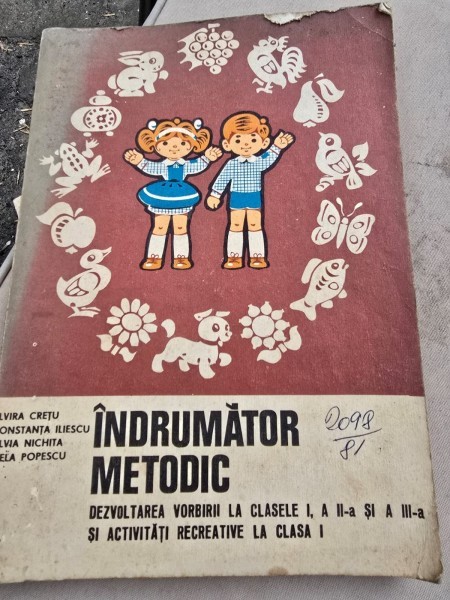 LVIRA CREȚU
ONSTANȚA ILIESCU
LVIA NICHITA
ELA POPESCU
ÎNDRUMĂTOR
METODIC
DEZVOLTAREA VORBIRII LA CLASELE I, A II-a ȘI A III-a
ȘI ACTIVITĂȚI RECREATIVE LA CLASA I
2098
81